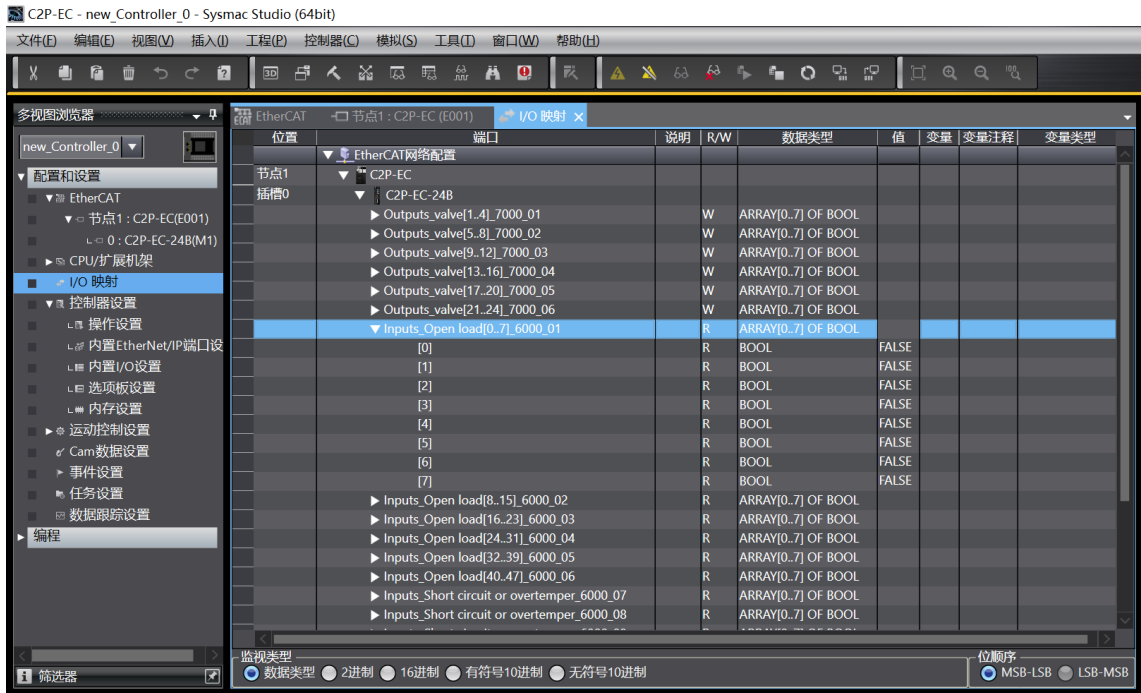 C2P-EC - new_Controller_0 - Sysmac Studio (64bit)
文件(F) 编辑(E) 视图(V) 插入(I) 工程(P) 控制器(C) 模拟(S) 工具(T) 窗口(W) 帮助(H)
多视图浏览器
new_Controller_0
配置和设置
EtherCAT
节点1 : C2P-EC(E001)
0 : C2P-EC-24B(M1)
CPU/扩展机架
I/O 映射
控制器设置
操作设置
内置EtherNet/IP端口设
内置I/O设置
选项板设置
内存设置
运动控制设置
Cam数据设置
事件设置
任务设置
数据跟踪设置
编程
筛选器
EtherCAT 节点1 : C2P-EC (E001) I/O 映射
位置 端口 说明 R/W 数据类型 值 变量 变量注释 变量类型
EtherCAT网络配置
节点1 C2P-EC
插槽0 C2P-EC-24B
Outputs_valve[1..4]_7000_01 W ARRAY[0..7] OF BOOL
Outputs_valve[5..8]_7000_02 W ARRAY[0..7] OF BOOL
Outputs_valve[9..12]_7000_03 W ARRAY[0..7] OF BOOL
Outputs_valve[13..16]_7000_04 W ARRAY[0..7] OF BOOL
Outputs_valve[17..20]_7000_05 W ARRAY[0..7] OF BOOL
Outputs_valve[21..24]_7000_06 W ARRAY[0..7] OF BOOL
Inputs_Open load[0..7]_6000_01 R ARRAY[0..7] OF BOOL
[0] R BOOL FALSE
[1] R BOOL FALSE
[2] R BOOL FALSE
[3] R BOOL FALSE
[4] R BOOL FALSE
[5] R BOOL FALSE
[6] R BOOL FALSE
[7] R BOOL FALSE
Inputs_Open load[8..15]_6000_02 R ARRAY[0..7] OF BOOL
Inputs_Open load[16..23]_6000_03 R ARRAY[0..7] OF BOOL
Inputs_Open load[24..31]_6000_04 R ARRAY[0..7] OF BOOL
Inputs_Open load[32..39]_6000_05 R ARRAY[0..7] OF BOOL
Inputs_Open load[40..47]_6000_06 R ARRAY[0..7] OF BOOL
Inputs_Short circuit or overtemper_6000_07 R ARRAY[0..7] OF BOOL
Inputs_Short circuit or overtemper_6000_08 R ARRAY[0..7] OF BOOL
监视类型
数据类型 2进制 16进制 有符号10进制 无符号10进制
位顺序
MSB-LSB LSB-MSB